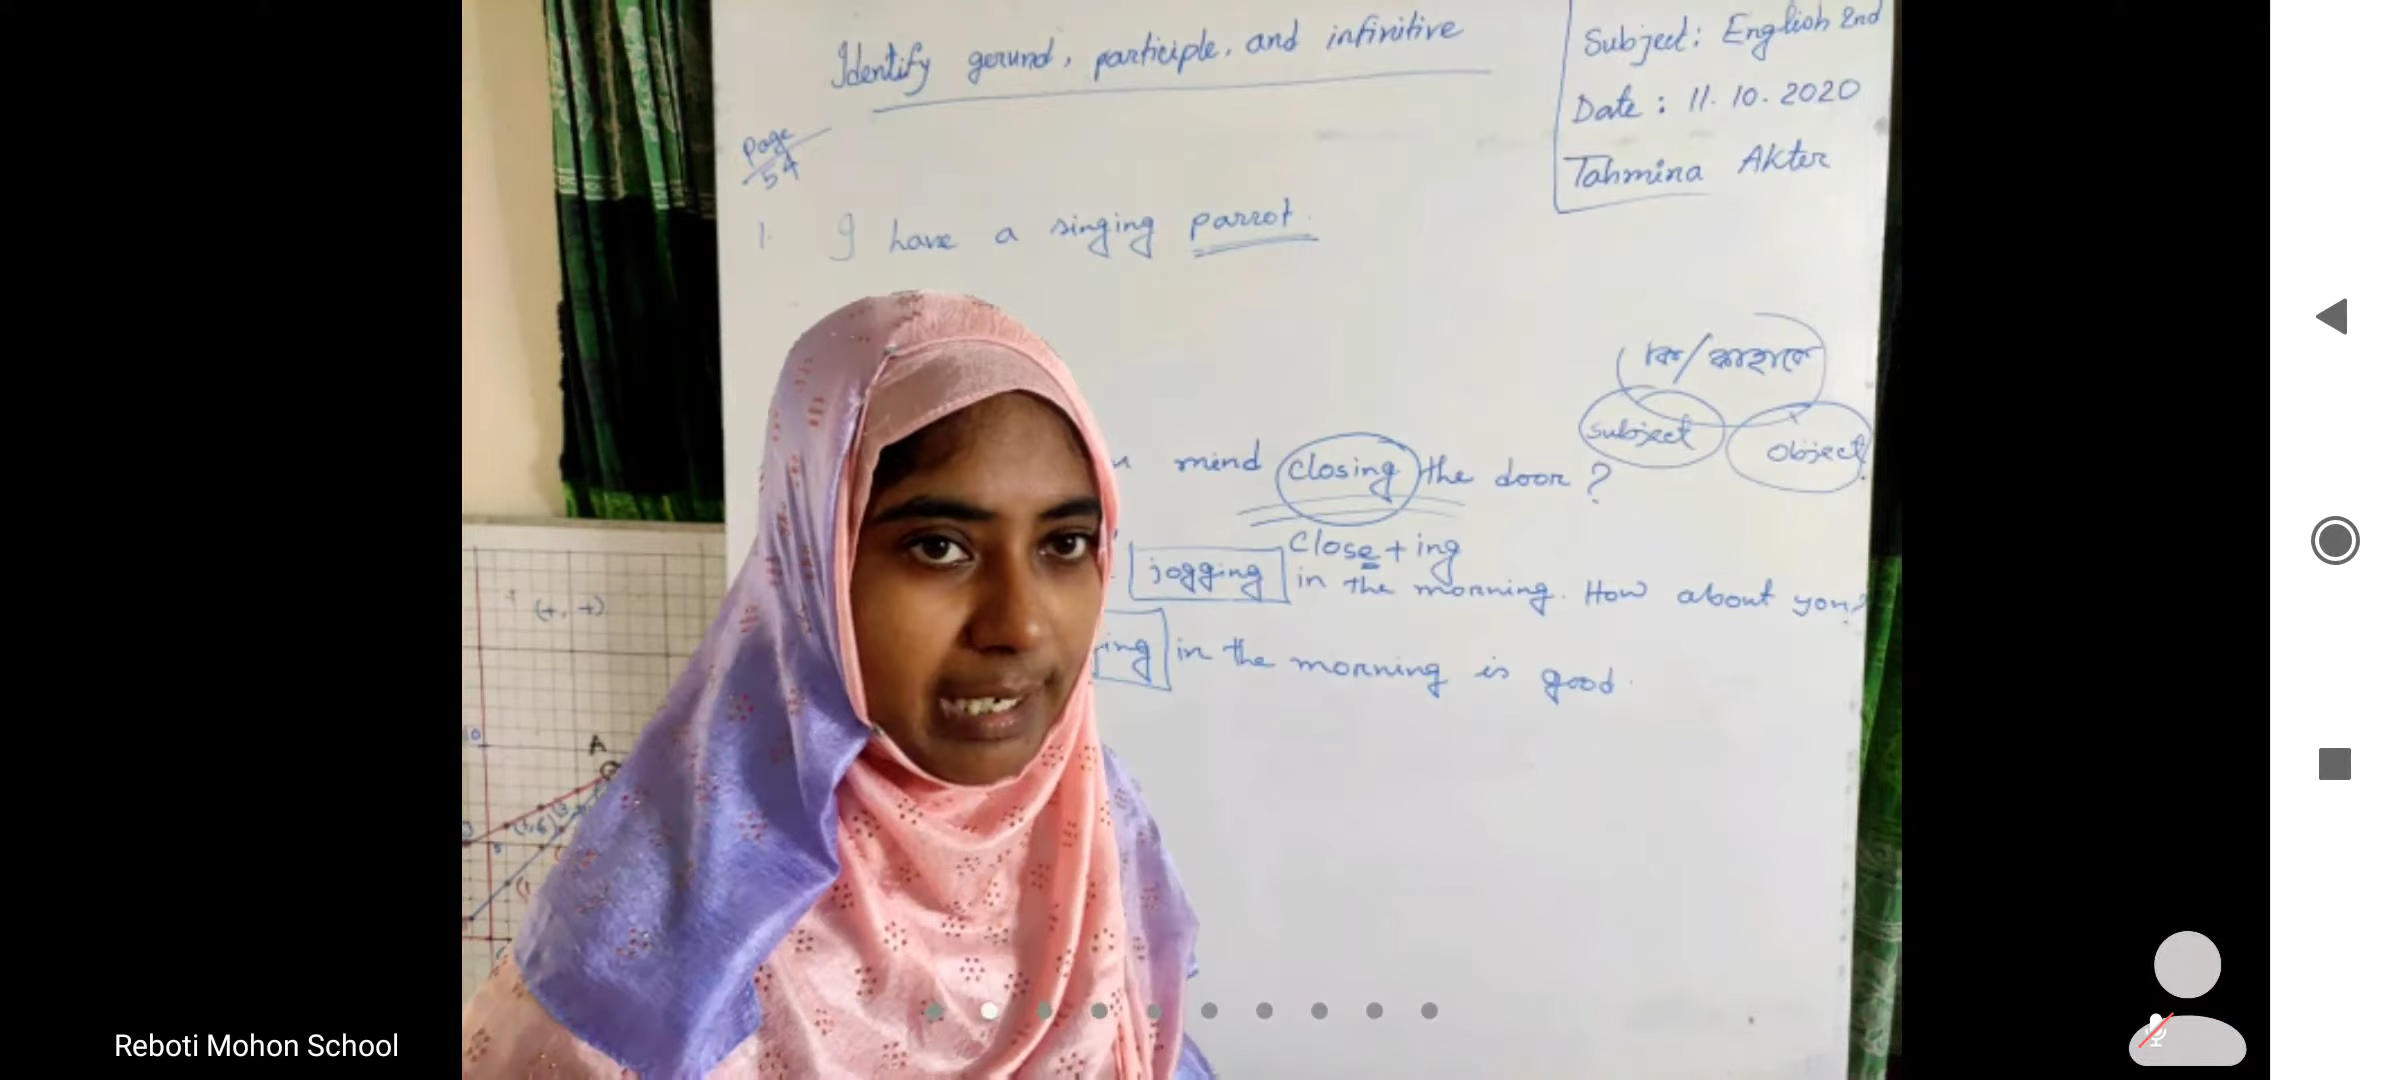 Identify gerund, participle, and infinitive
Subject: English 2nd
Date: 11.10.2020
Tahmina Akter
Page
54
1. I have a singing parrot.
কি/কাহাকে
subject
object
mind closing the door?
Close+ing
jogging in the morning. How about you?
ing in the morning is good.
(+, +)
10
A
Reboti Mohon School